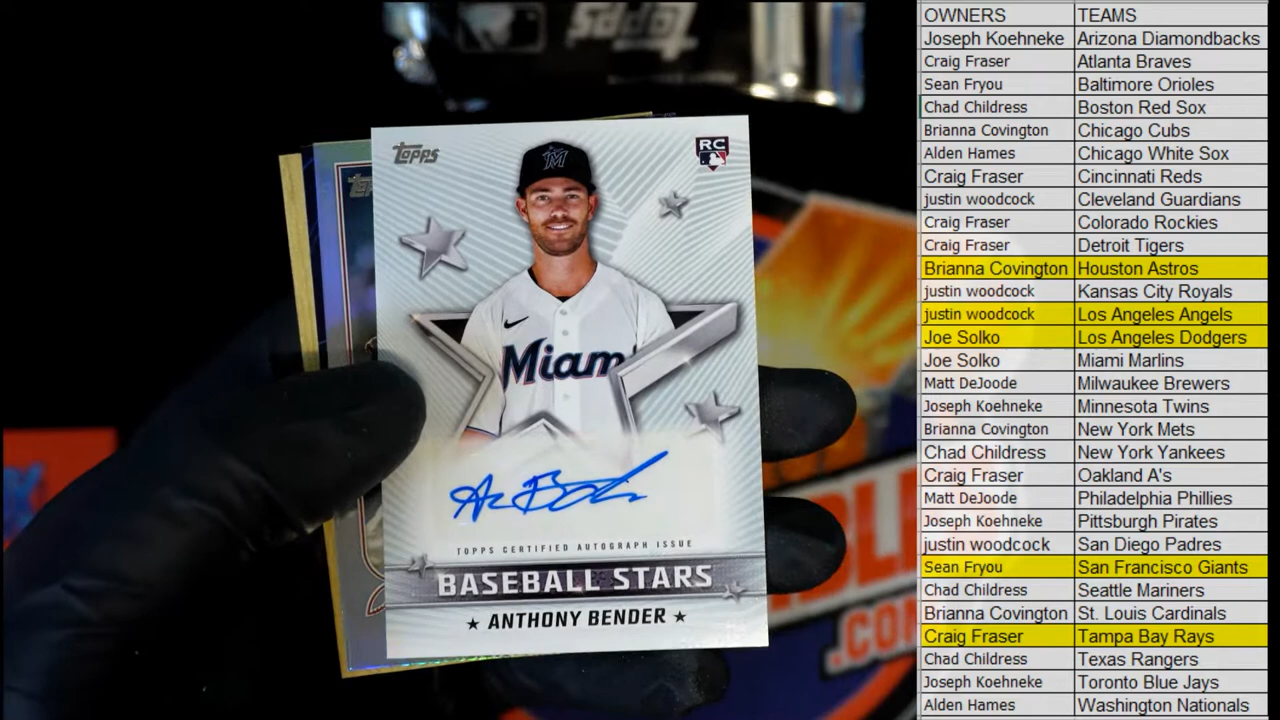 Topps
Topps
RC
M
Miam
TOPPS CERTIFIED AUTOGRAPH ISSUE
BASEBALL STARS
★ ANTHONY BENDER ★
.CO
OWNERS TEAMS
Joseph Koehneke Arizona Diamondbacks
Craig Fraser Atlanta Braves
Sean Fryou Baltimore Orioles
Chad Childress Boston Red Sox
Brianna Covington Chicago Cubs
Alden Hames Chicago White Sox
Craig Fraser Cincinnati Reds
justin woodcock Cleveland Guardians
Craig Fraser Colorado Rockies
Craig Fraser Detroit Tigers
Brianna Covington Houston Astros
justin woodcock Kansas City Royals
justin woodcock Los Angeles Angels
Joe Solko Los Angeles Dodgers
Joe Solko Miami Marlins
Matt DeJoode Milwaukee Brewers
Joseph Koehneke Minnesota Twins
Brianna Covington New York Mets
Chad Childress New York Yankees
Craig Fraser Oakland A's
Matt DeJoode Philadelphia Phillies
Joseph Koehneke Pittsburgh Pirates
justin woodcock San Diego Padres
Sean Fryou San Francisco Giants
Chad Childress Seattle Mariners
Brianna Covington St. Louis Cardinals
Craig Fraser Tampa Bay Rays
Chad Childress Texas Rangers
Joseph Koehneke Toronto Blue Jays
Alden Hames Washington Nationals